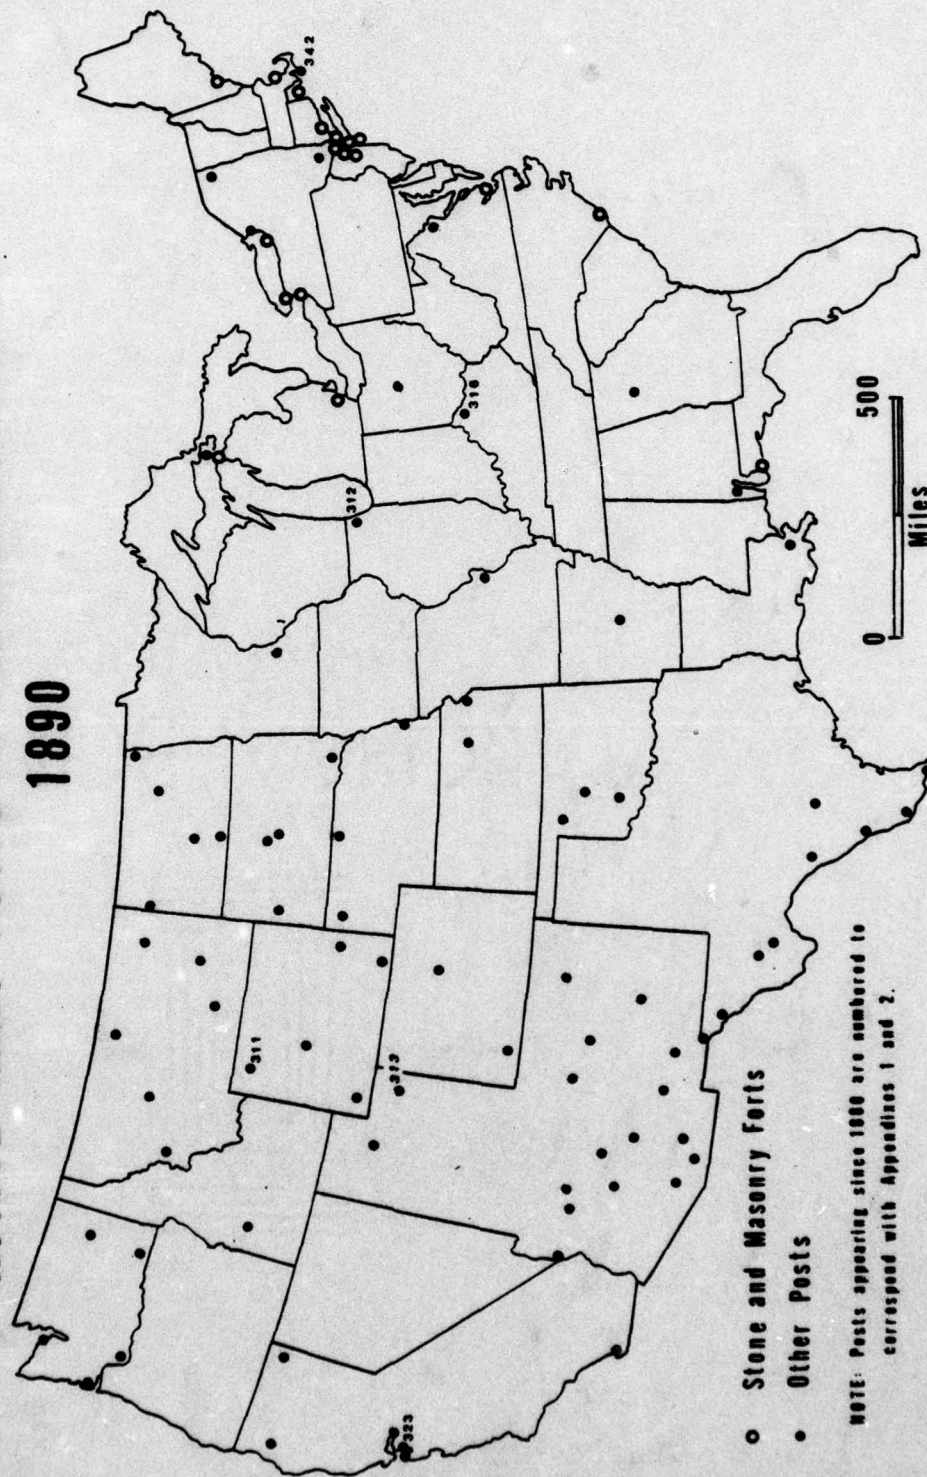 1890
342
316
312
311
313
323
0 500
Miles
Stone and Masonry Forts
Other Posts
NOTE: Posts appearing since 1880 are numbered to
correspond with Appendixes 1 and 2.